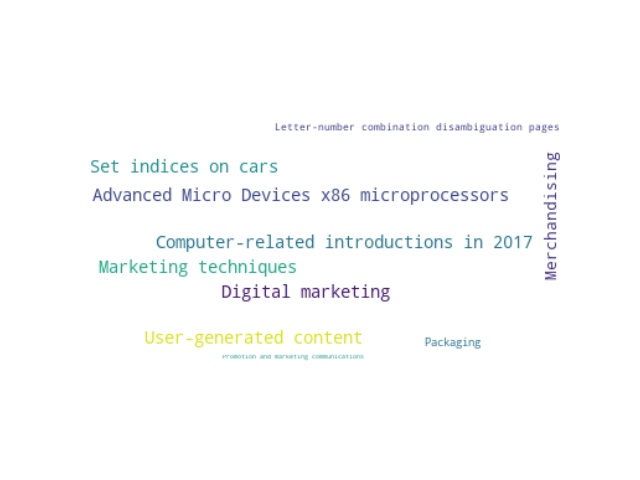 Letter-number combination disambiguation pages
Set indices on cars
Merchandising
Advanced Micro Devices x86 microprocessors
Computer-related introductions in 2017
Marketing techniques
Digital marketing
User-generated content
Packaging
Promotion and marketing communications